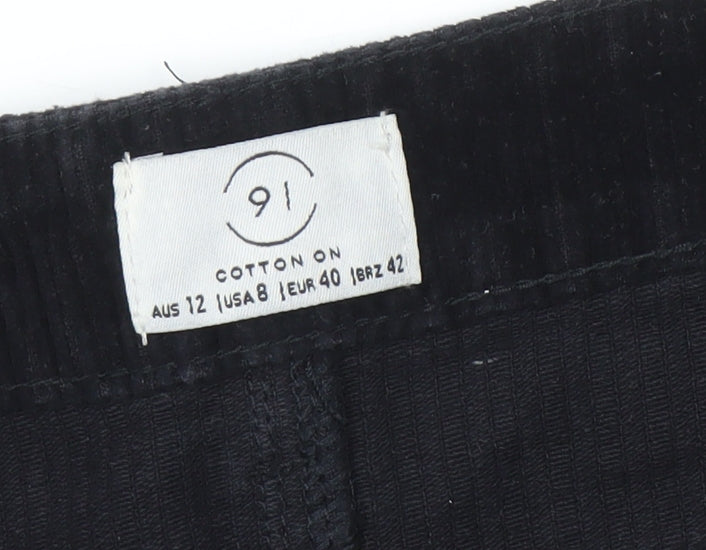 91
COTTON ON
AUS 12 | USA 8 | EUR 40 | BRZ 42